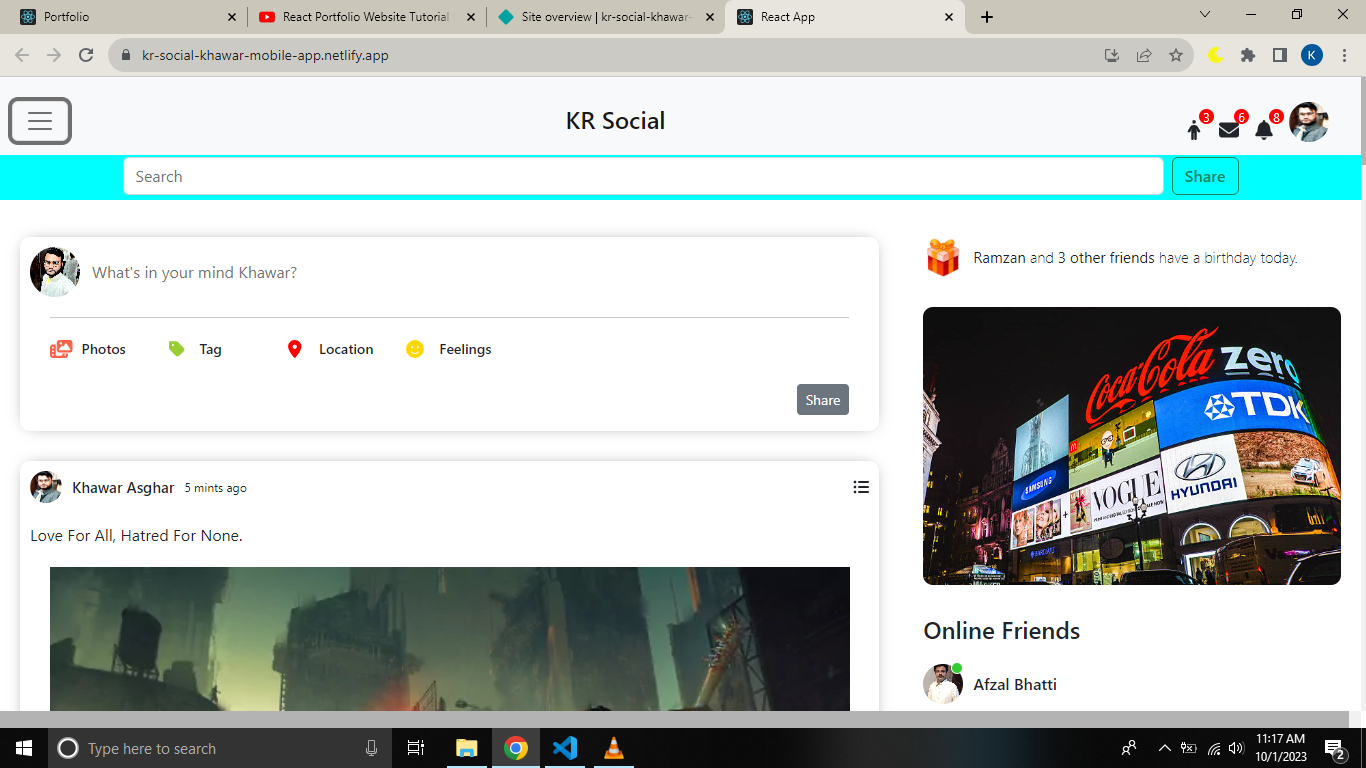 Portfolio
React Portfolio Website Tutorial
Site overview | kr-social-khawar-
React App
kr-social-khawar-mobile-app.netlify.app
K
KR Social
3
6
8
Search
Share
What's in your mind Khawar?
Photos
Tag
Location
Feelings
Share
Khawar Asghar
5 mints ago
Love For All, Hatred For None.
Ramzan and 3 other friends have a birthday today.
Coca-Cola zero
TDK
SAMSUNG
VOGUE
HYUNDAI
BARCLAYS
Online Friends
Afzal Bhatti
Type here to search
11:17 AM
10/1/2023
2